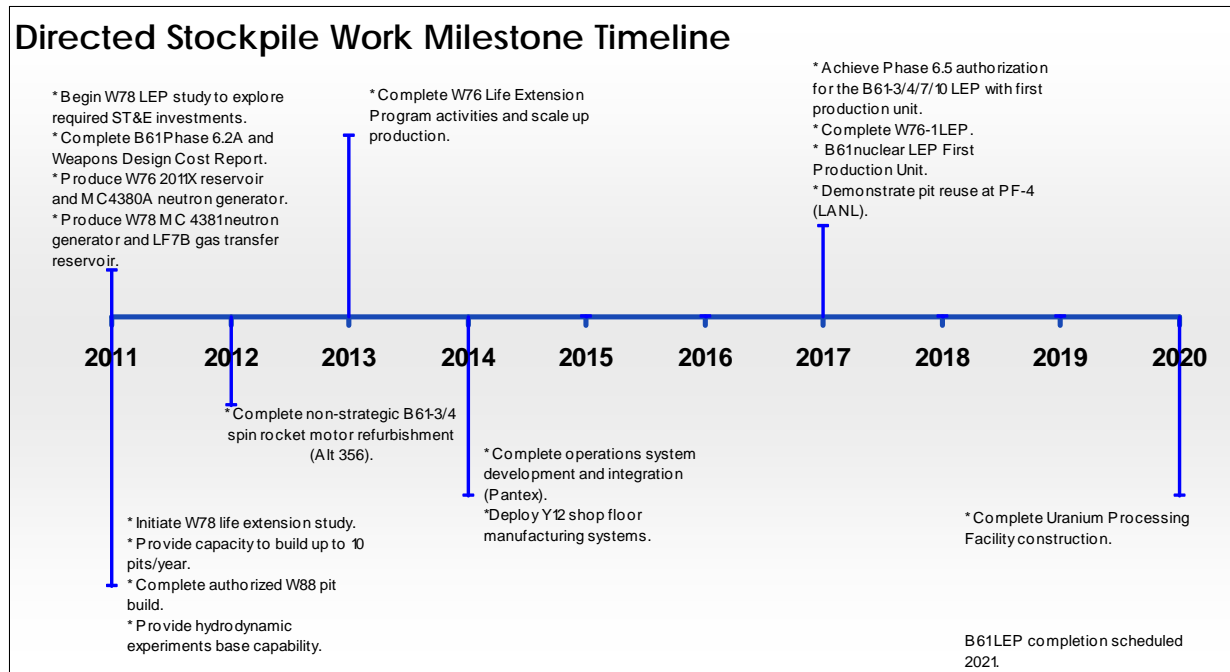 Directed Stockpile Work Milestone Timeline
* Begin W78 LEP study to explore
required ST&E investments.
* Complete B61 Phase 6.2A and
Weapons Design Cost Report.
* Produce W76 2011X reservoir
and MC4380A neutron generator.
* Produce W78 MC 4381 neutron
generator and LF7B gas transfer
reservoir.
* Complete W76 Life Extension
Program activities and scale up
production.
* Achieve Phase 6.5 authorization
for the B61-3/4/7/10 LEP with first
production unit.
* Complete W76-1 LEP.
* B61 nuclear LEP First
Production Unit.
* Demonstrate pit reuse at PF-4
(LANL).
2011 2012 2013 2014 2015 2016 2017 2018 2019 2020
* Complete non-strategic B61-3/4
spin rocket motor refurbishment
(Alt 356).
* Complete operations system
development and integration
(Pantex).
*Deploy Y12 shop floor
manufacturing systems.
* Initiate W78 life extension study.
* Provide capacity to build up to 10
pits/year.
* Complete authorized W88 pit
build.
* Provide hydrodynamic
experiments base capability.
* Complete Uranium Processing
Facility construction.
B61 LEP completion scheduled
2021.